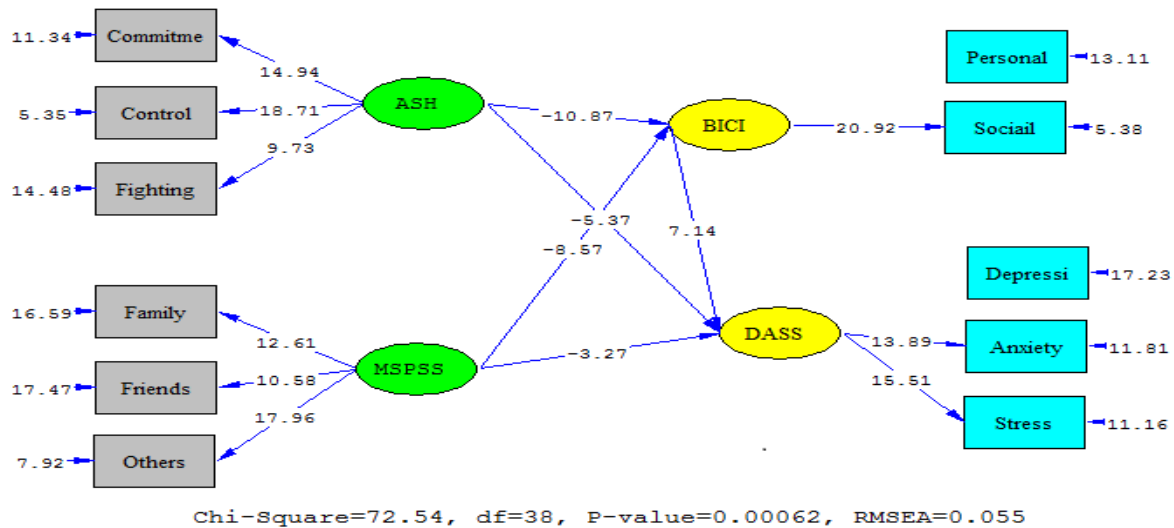 11.34 Commitme
14.94
5.35 Control
18.71
9.73
14.48 Fighting
ASH
-10.87
BICI
20.92
Personal 13.11
Sociail 5.38
-5.37
-8.57
7.14
16.59 Family
12.61
17.47 Friends
10.58
17.96
7.92 Others
MSPSS
-3.27
DASS
13.89
15.51
Depressi 17.23
Anxiety 11.81
Stress 11.16
Chi-Square=72.54, df=38, P-value=0.00062, RMSEA=0.055